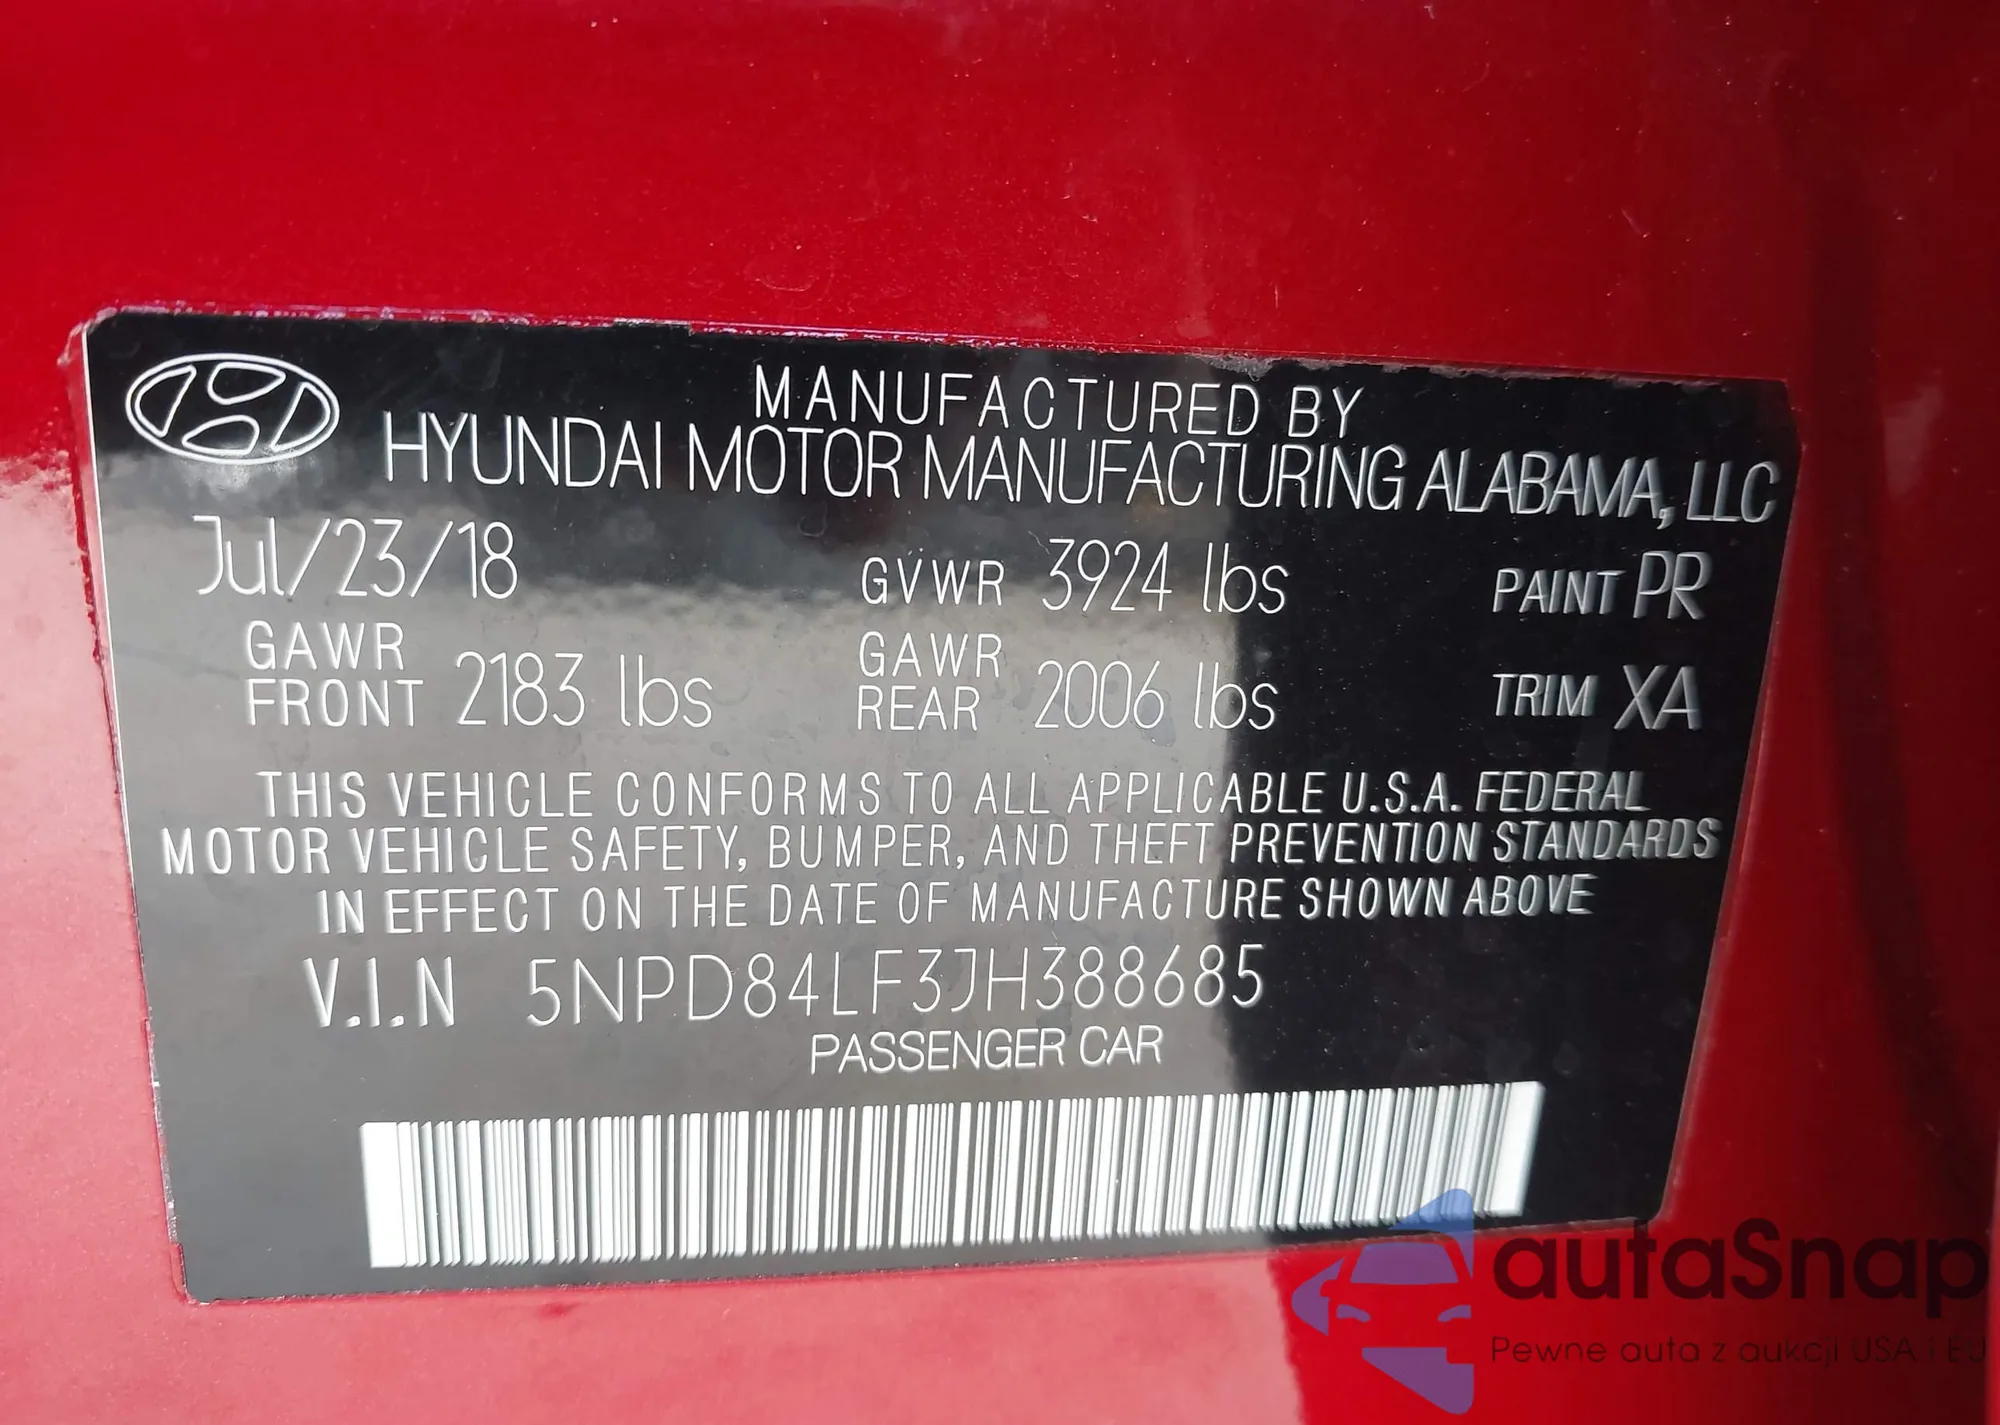 MANUFACTURED BY
HYUNDAI MOTOR MANUFACTURING ALABAMA, LLC
Jul/23/18 GVWR 3924 lbs PAINT PR
GAWR FRONT 2183 lbs GAWR REAR 2006 lbs TRIM XA
THIS VEHICLE CONFORMS TO ALL APPLICABLE U.S.A. FEDERAL
MOTOR VEHICLE SAFETY, BUMPER, AND THEFT PREVENTION STANDARDS
IN EFFECT ON THE DATE OF MANUFACTURE SHOWN ABOVE
V.I.N 5NPD84LF3JH388685
PASSENGER CAR
autaSnap
Pewne auta z aukcji USA i EU